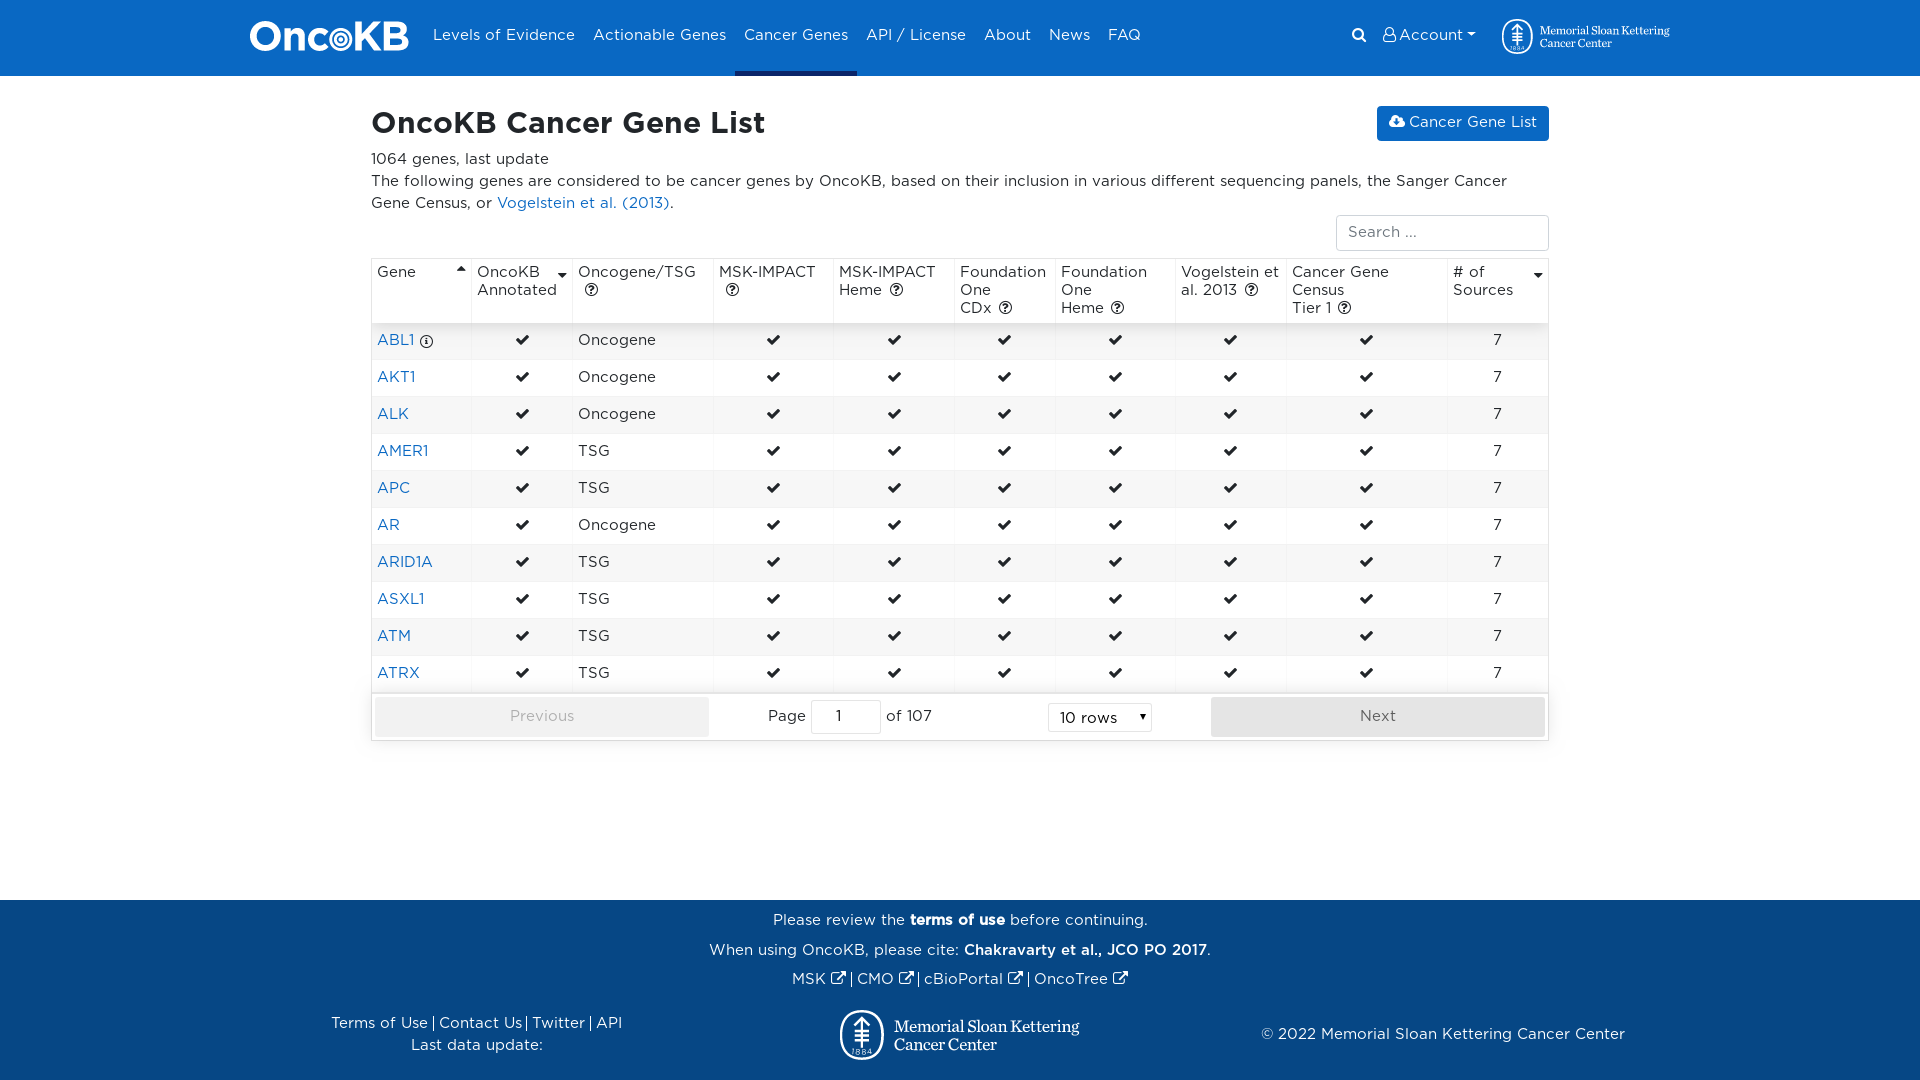 OncoKB Levels of Evidence Actionable Genes Cancer Genes API / License About News FAQ Account Memorial Sloan Kettering Cancer Center 1884
OncoKB Cancer Gene List Cancer Gene List
1064 genes, last update
The following genes are considered to be cancer genes by OncoKB, based on their inclusion in various different sequencing panels, the Sanger Cancer
Gene Census, or Vogelstein et al. (2013).
Search ...
Gene OncoKB Annotated Oncogene/TSG MSK-IMPACT MSK-IMPACT Heme Foundation One CDx Foundation One Heme Vogelstein et al. 2013 Cancer Gene Census Tier 1 # of Sources
ABL1 ✓ Oncogene ✓ ✓ ✓ ✓ ✓ ✓ 7
AKT1 ✓ Oncogene ✓ ✓ ✓ ✓ ✓ ✓ 7
ALK ✓ Oncogene ✓ ✓ ✓ ✓ ✓ ✓ 7
AMER1 ✓ TSG ✓ ✓ ✓ ✓ ✓ ✓ 7
APC ✓ TSG ✓ ✓ ✓ ✓ ✓ ✓ 7
AR ✓ Oncogene ✓ ✓ ✓ ✓ ✓ ✓ 7
ARID1A ✓ TSG ✓ ✓ ✓ ✓ ✓ ✓ 7
ASXL1 ✓ TSG ✓ ✓ ✓ ✓ ✓ ✓ 7
ATM ✓ TSG ✓ ✓ ✓ ✓ ✓ ✓ 7
ATRX ✓ TSG ✓ ✓ ✓ ✓ ✓ ✓ 7
Previous Page 1 of 107 10 rows Next
Please review the terms of use before continuing.
When using OncoKB, please cite: Chakravarty et al., JCO PO 2017.
MSK | CMO | cBioPortal | OncoTree
Terms of Use | Contact Us | Twitter | API
Last data update:
1884 Memorial Sloan Kettering
Cancer Center
© 2022 Memorial Sloan Kettering Cancer Center